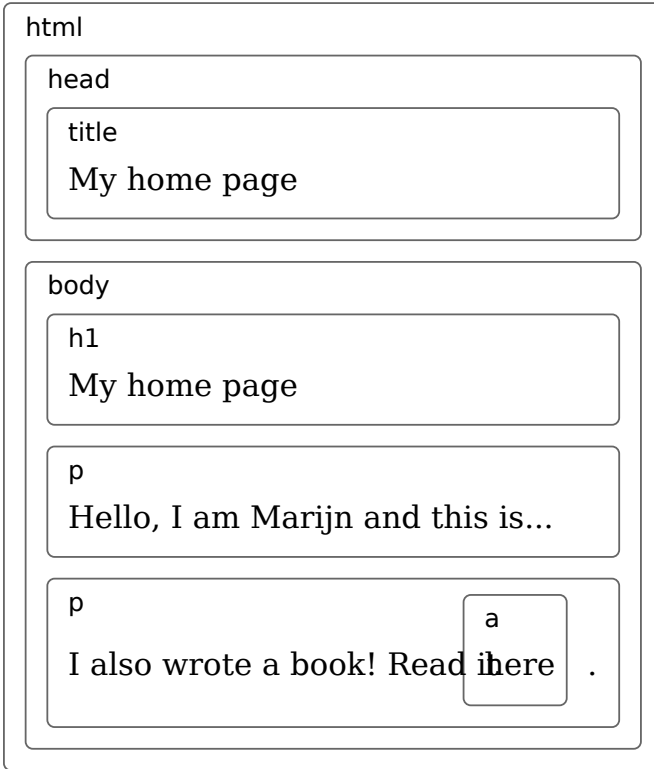 html
head
title
My home page
body
h1
My home page
p
Hello, I am Marijn and this is...
p
a
I also wrote a book! Read it here .